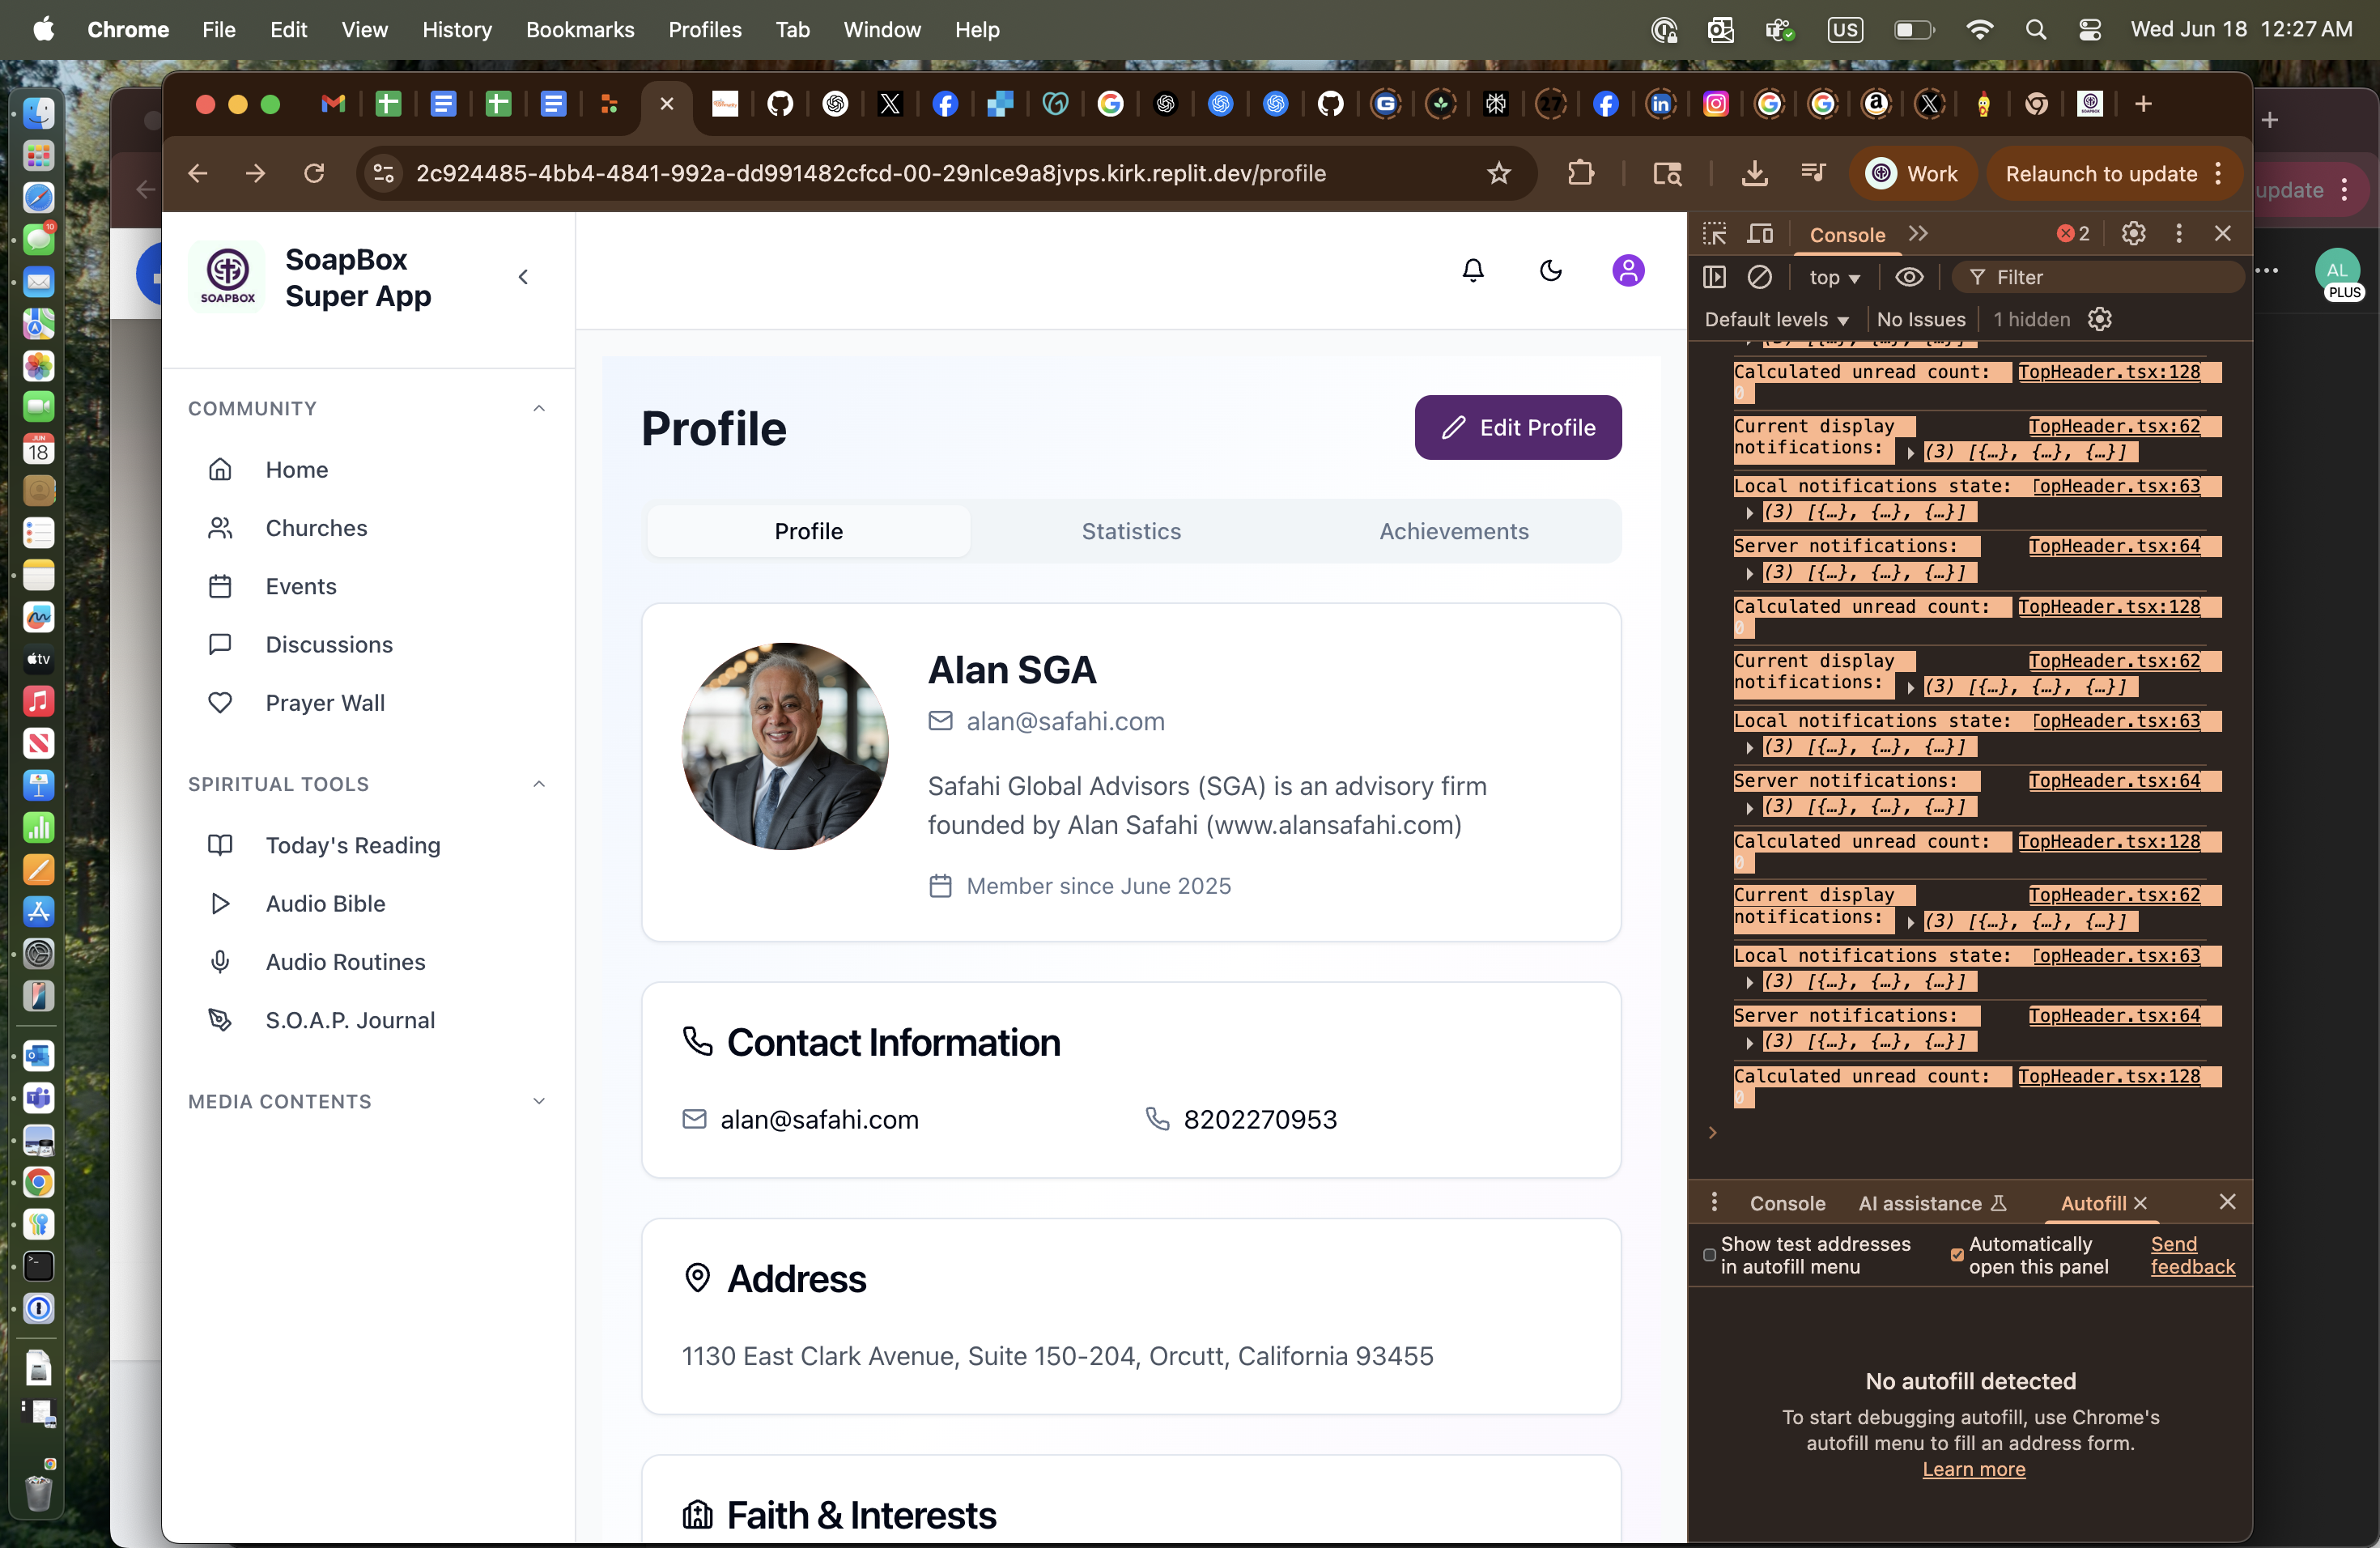 Chrome File Edit View History Bookmarks Profiles Tab Window Help
US
Wed Jun 18 12:27 AM
2c924485-4bb4-4841-992a-dd991482cfcd-00-29nlce9a8jvps.kirk.replit.dev/profile
Work
Relaunch to update
update
SOAPBOX
SoapBox
Super App
COMMUNITY
Home
Churches
Events
Discussions
Prayer Wall
SPIRITUAL TOOLS
Today's Reading
Audio Bible
Audio Routines
S.O.A.P. Journal
MEDIA CONTENTS
Profile
Edit Profile
Profile Statistics Achievements
Alan SGA
alan@safahi.com
Safahi Global Advisors (SGA) is an advisory firm
founded by Alan Safahi (www.alansafahi.com)
Member since June 2025
Contact Information
alan@safahi.com 8202270953
Address
1130 East Clark Avenue, Suite 150-204, Orcutt, California 93455
Faith & Interests
Console
2
top
Filter
Default levels No Issues 1 hidden
Calculated unread count: TopHeader.tsx:128
0
Current display TopHeader.tsx:62
notifications: (3) [{…}, {…}, {…}]
Local notifications state: TopHeader.tsx:63
(3) [{…}, {…}, {…}]
Server notifications: TopHeader.tsx:64
(3) [{…}, {…}, {…}]
Calculated unread count: TopHeader.tsx:128
0
Current display TopHeader.tsx:62
notifications: (3) [{…}, {…}, {…}]
Local notifications state: TopHeader.tsx:63
(3) [{…}, {…}, {…}]
Server notifications: TopHeader.tsx:64
(3) [{…}, {…}, {…}]
Calculated unread count: TopHeader.tsx:128
0
Current display TopHeader.tsx:62
notifications: (3) [{…}, {…}, {…}]
Local notifications state: TopHeader.tsx:63
(3) [{…}, {…}, {…}]
Server notifications: TopHeader.tsx:64
(3) [{…}, {…}, {…}]
Calculated unread count: TopHeader.tsx:128
0
Console AI assistance Autofill
Show test addresses
in autofill menu
Automatically
open this panel
Send
feedback
No autofill detected
To start debugging autofill, use Chrome's
autofill menu to fill an address form.
Learn more
AL
PLUS
10
JUN
18
tv
27